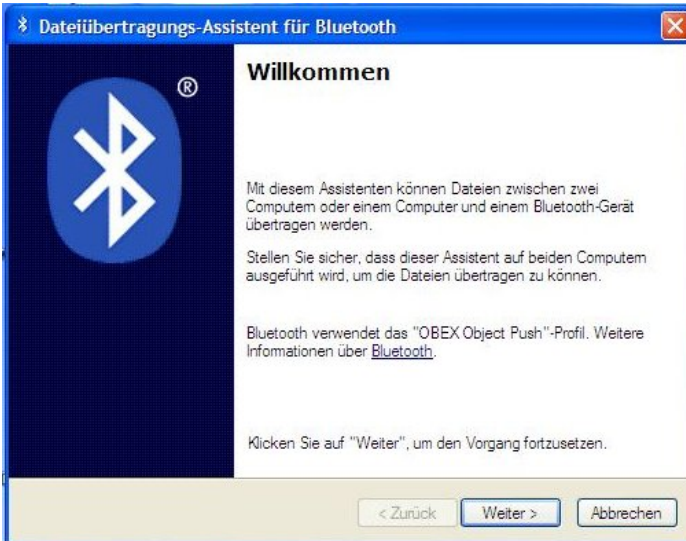 Dateiübertragungs-Assistent für Bluetooth
®
Willkommen
Mit diesem Assistenten können Dateien zwischen zwei
Computern oder einem Computer und einem Bluetooth-Gerät
übertragen werden.
Stellen Sie sicher, dass dieser Assistent auf beiden Computern
ausgeführt wird, um die Dateien übertragen zu können.
Bluetooth verwendet das "OBEX Object Push"-Profil. Weitere
Informationen über Bluetooth.
Klicken Sie auf "Weiter", um den Vorgang fortzusetzen.
< Zurück Weiter > Abbrechen